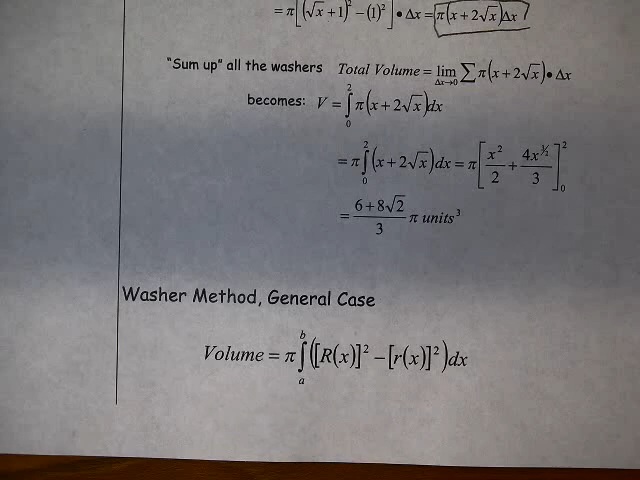 = π[(√x + 1)² − (1)²] • Δx = π(x + 2√x)Δx
"Sum up" all the washers Total Volume = lim Δx→0 ∑ π(x + 2√x) • Δx
becomes: V = ∫₀² π(x + 2√x)dx
= π∫₀² (x + 2√x)dx = π[x²/2 + 4x^(3/2)/3]₀²
= (6 + 8√2)/3 π units³
Washer Method, General Case
Volume = π∫ₐᵇ ([R(x)]² − [r(x)]²)dx